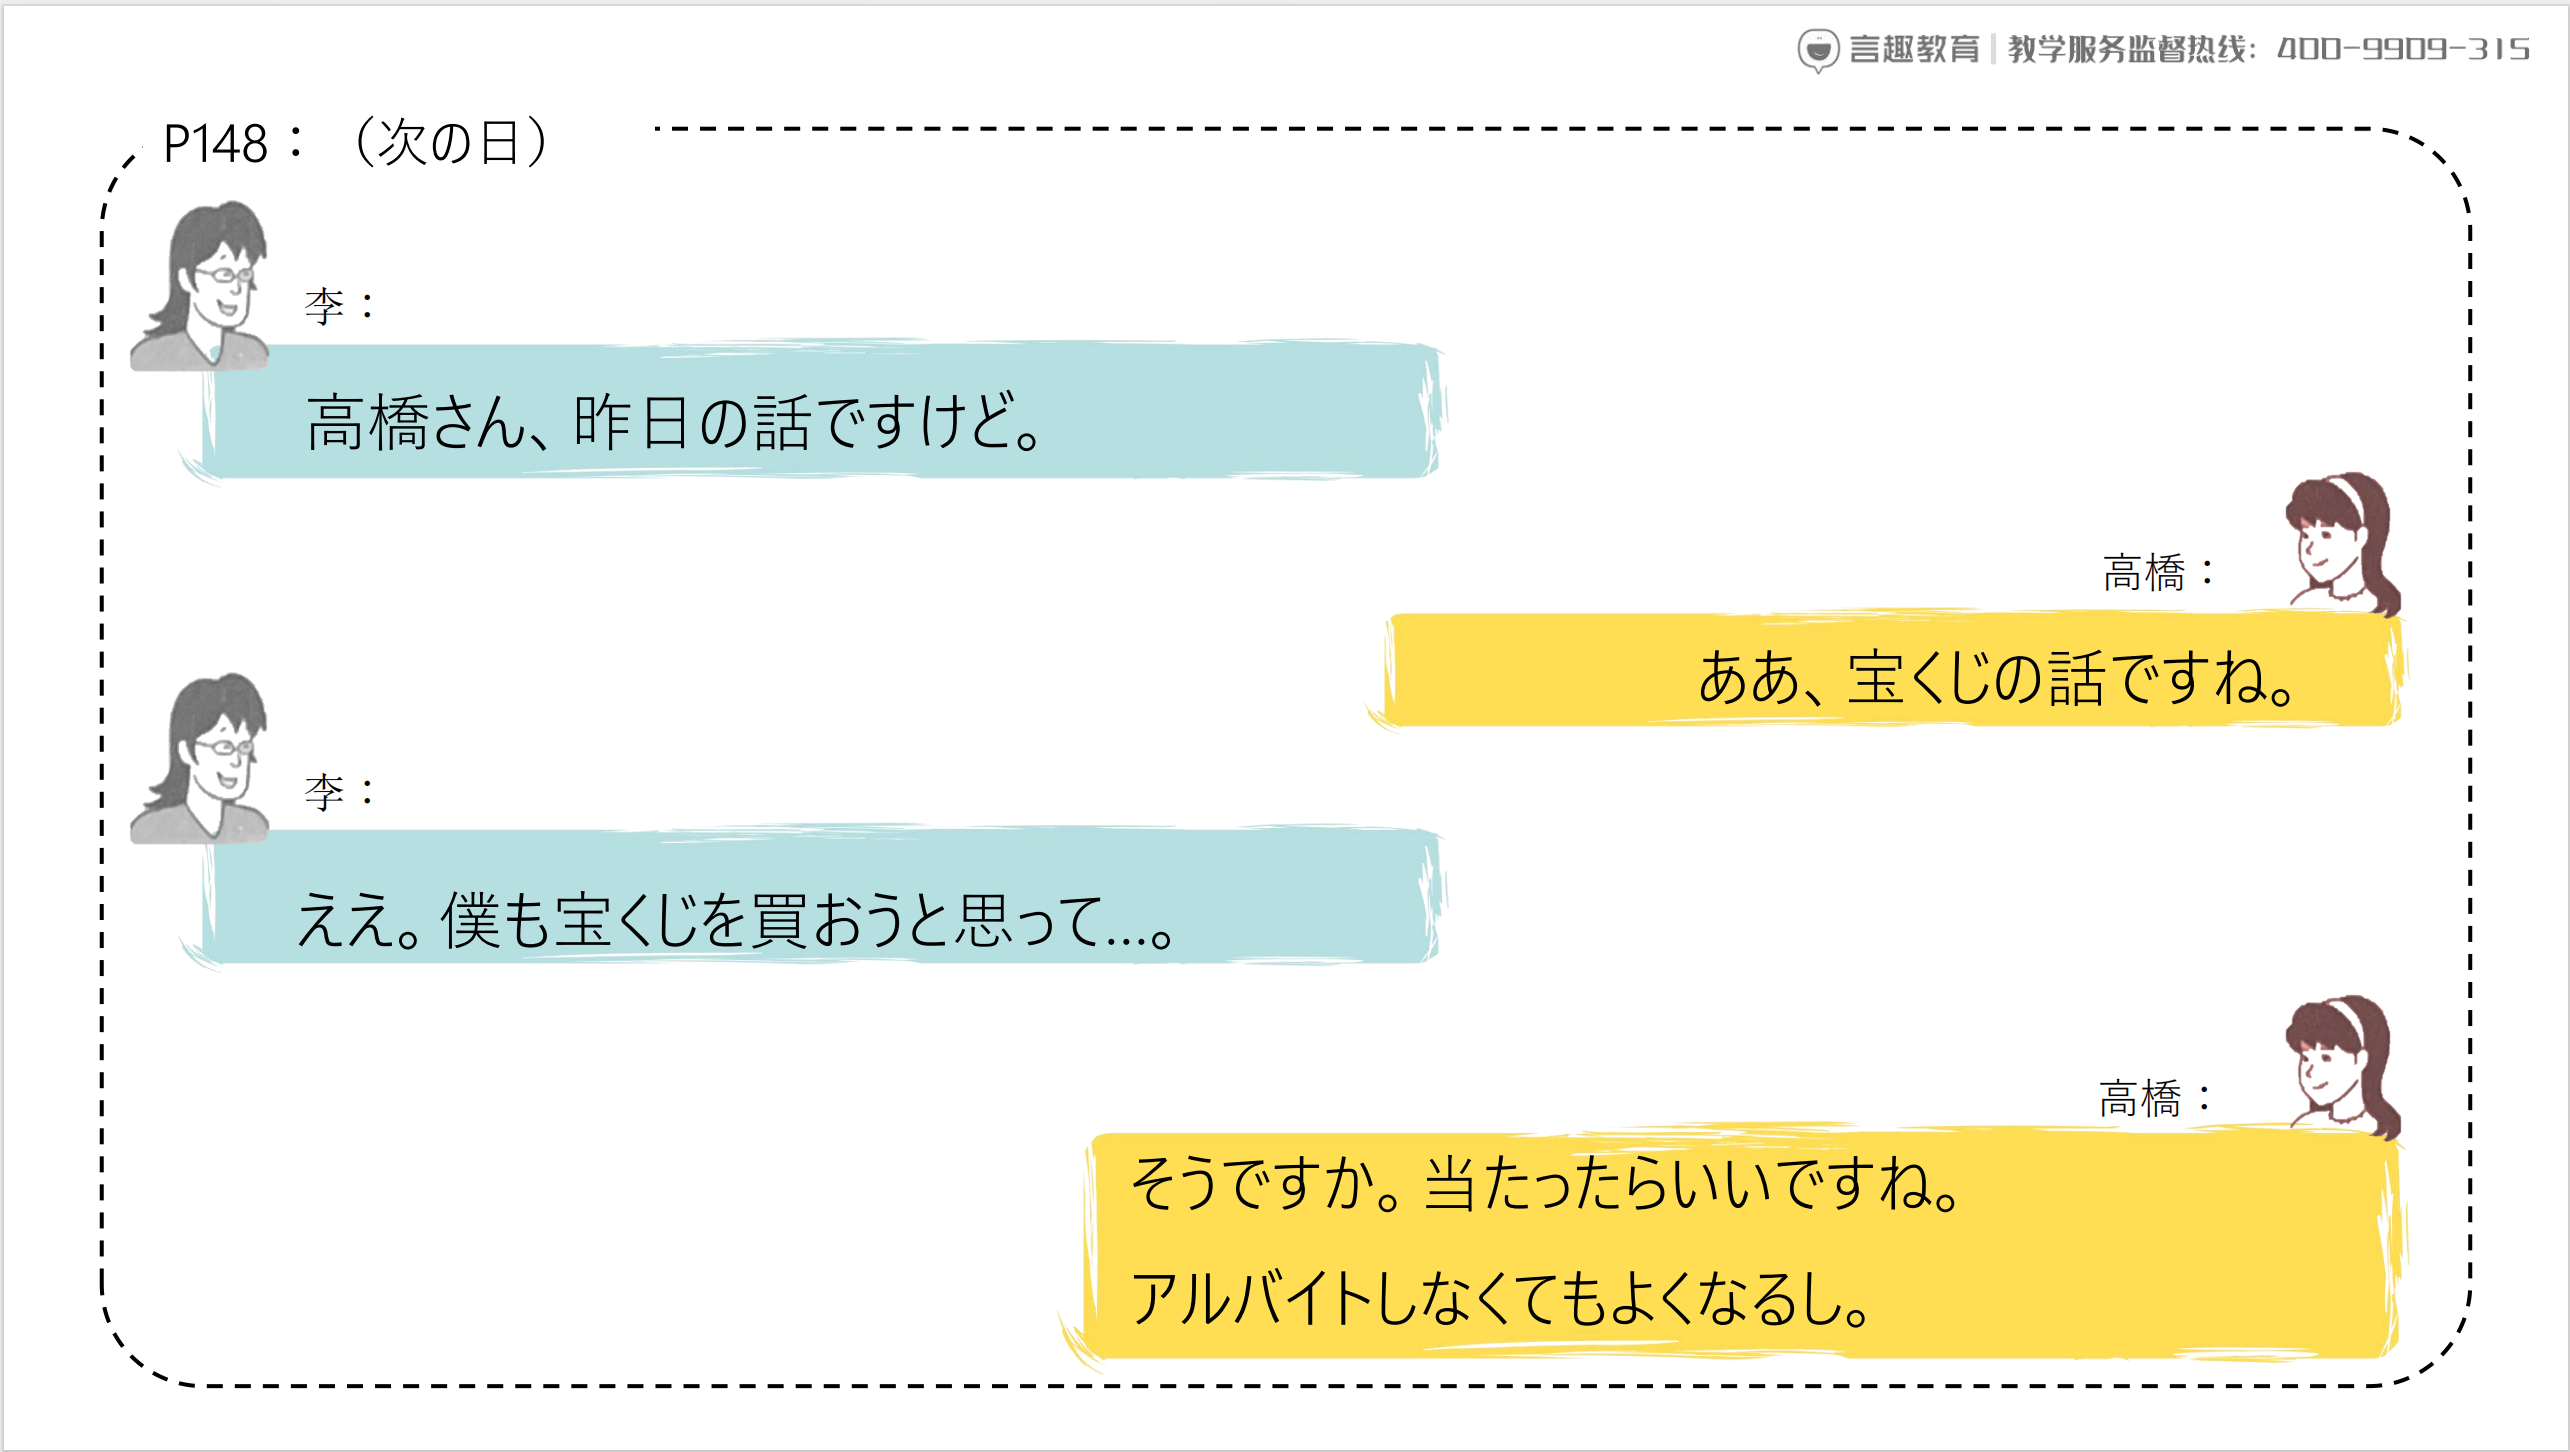 言趣教育 | 教学服务监督热线：400-9909-315
P148：（次の日）
李：
高橋さん、昨日の話ですけど。
高橋：
ああ、宝くじの話ですね。
李：
ええ。僕も宝くじを買おうと思って…。
高橋：
そうですか。当たったらいいですね。
アルバイトしなくてもよくなるし。